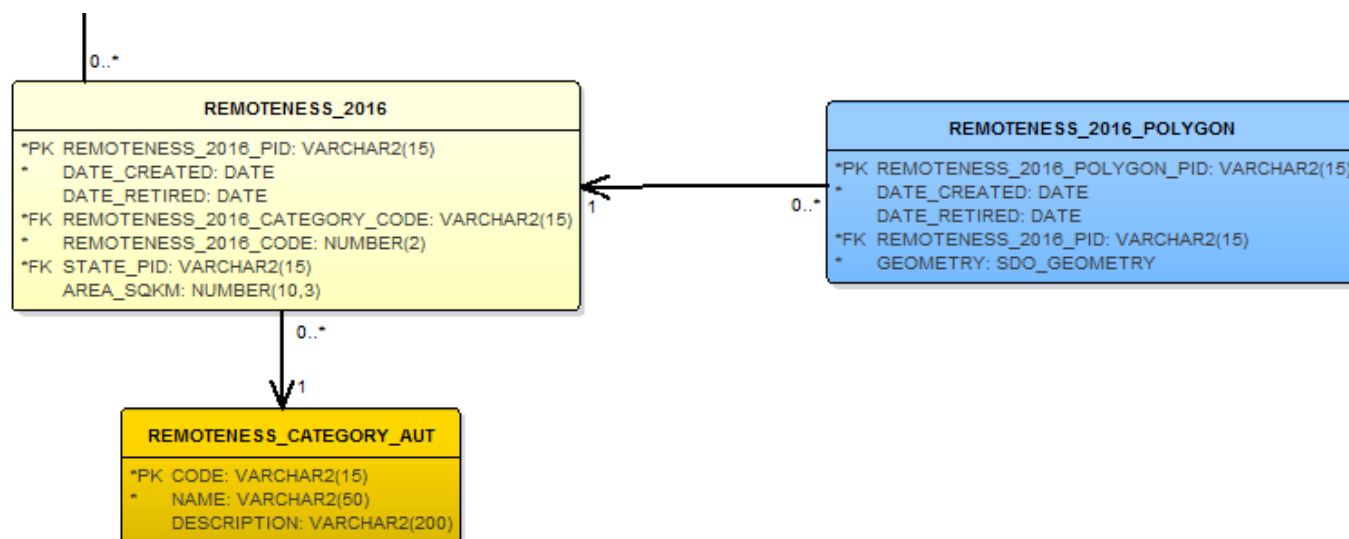 0..*
REMOTENESS_2016
*PK REMOTENESS_2016_PID: VARCHAR2(15)
* DATE_CREATED: DATE
DATE_RETIRED: DATE
*FK REMOTENESS_2016_CATEGORY_CODE: VARCHAR2(15)
* REMOTENESS_2016_CODE: NUMBER(2)
*FK STATE_PID: VARCHAR2(15)
AREA_SQKM: NUMBER(10,3)
1
0..*
REMOTENESS_2016_POLYGON
*PK REMOTENESS_2016_POLYGON_PID: VARCHAR2(15)
* DATE_CREATED: DATE
DATE_RETIRED: DATE
*FK REMOTENESS_2016_PID: VARCHAR2(15)
* GEOMETRY: SDO_GEOMETRY
0..*
1
REMOTENESS_CATEGORY_AUT
*PK CODE: VARCHAR2(15)
* NAME: VARCHAR2(50)
DESCRIPTION: VARCHAR2(200)